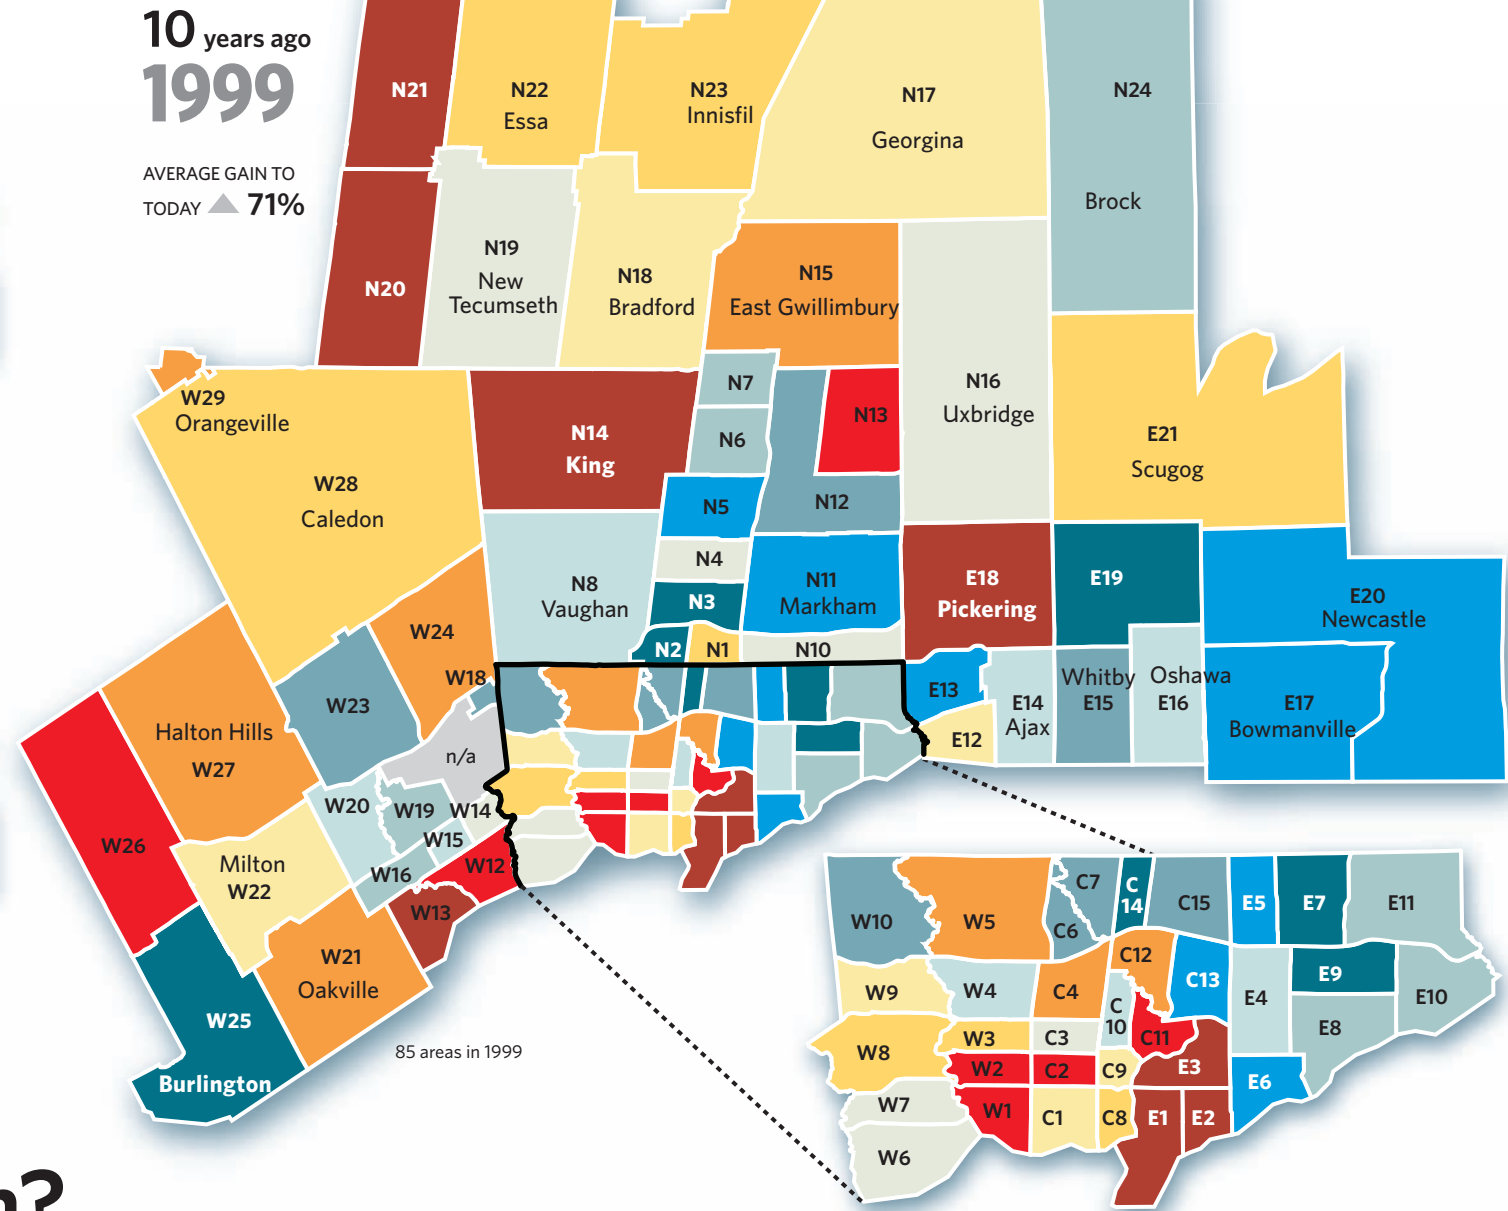 10 years ago
1999
AVERAGE GAIN TO
TODAY 71%
N21
N22
Essa
N23
Innisfil
N17
Georgina
N24
Brock
N20
N19
New
Tecumseth
N18
Bradford
N15
East Gwillimbury
N16
Uxbridge
W29
Orangeville
W28
Caledon
N14
King
N7
N6
N13
N5
N12
E21
Scugog
N8
Vaughan
N4
N3
N11
Markham
E18
Pickering
E19
E20
Newcastle
N2
N1
N10
W24
W18
W23
n/a
E13
E12
E14
Ajax
Whitby
E15
Oshawa
E16
E17
Bowmanville
Halton Hills
W27
W26
W20
W19
W14
W15
W16
W12
W13
Milton
W22
W21
Oakville
W25
Burlington
85 areas in 1999
W10
W5
C7
C6
C
14
C15
E5
E7
E11
W9
W4
C4
C12
C13
C
10
E4
E9
E10
E8
W8
W3
C3
C11
W2
C2
C9
E3
E6
W7
W1
C1
C8
E1
E2
W6
?